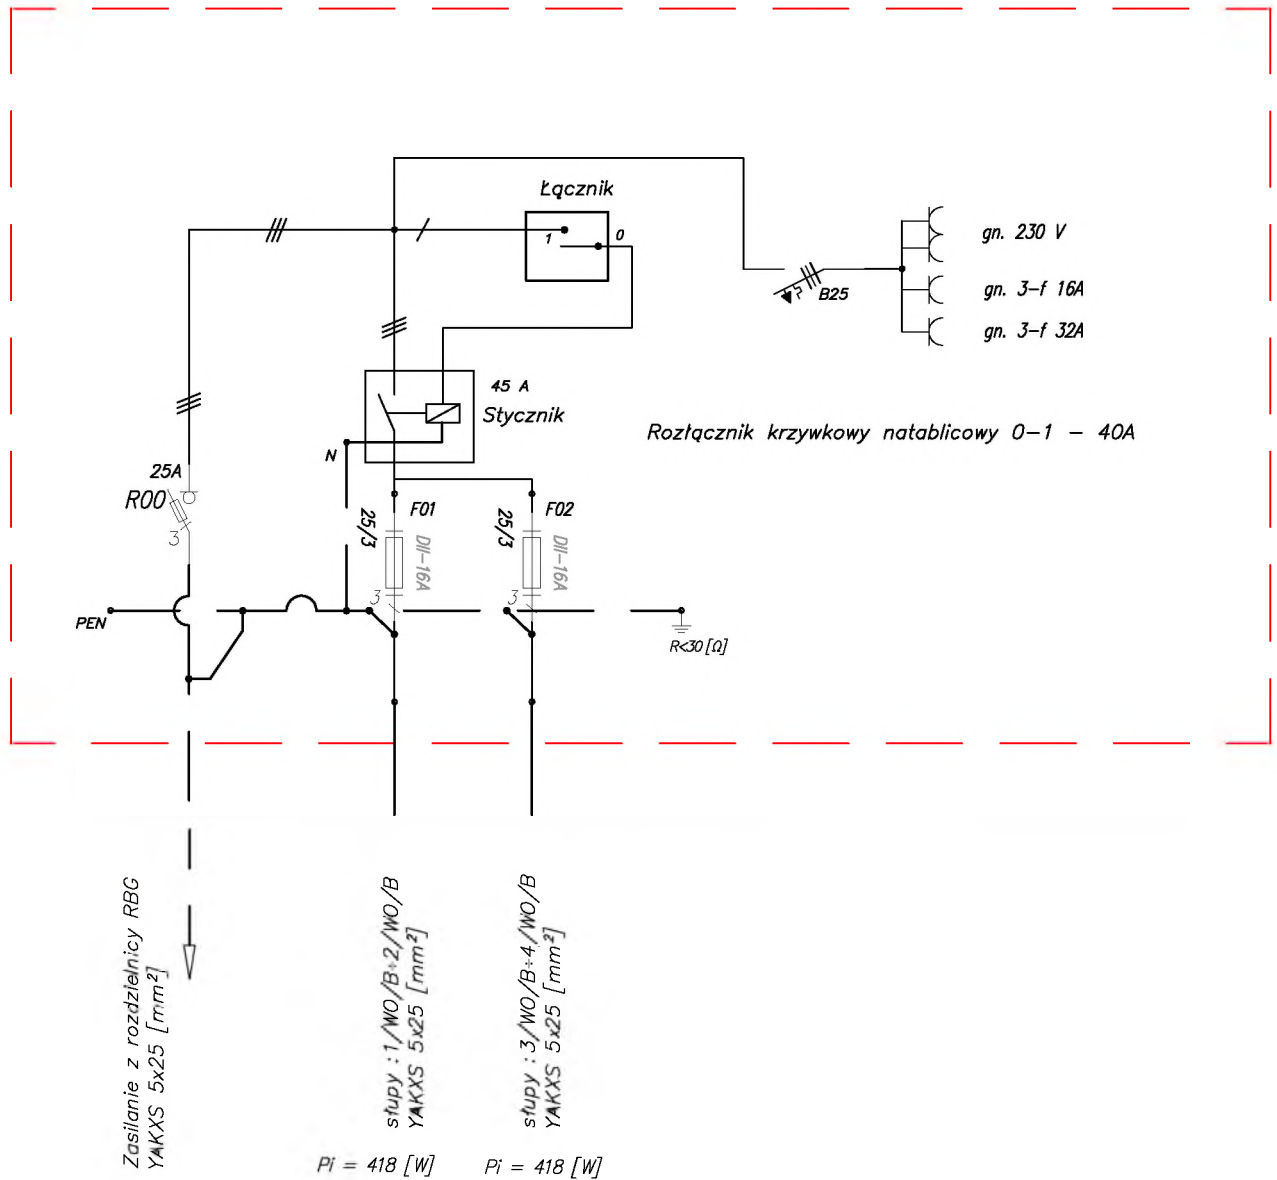 Łącznik
1
0
gn. 230 V
gn. 3-f 16A
gn. 3-f 32A
B25
45 A
Stycznik
Rozłącznik krzywkowy natablicowy 0-1 - 40A
N
25A
R00
3
25/3
F01
DII-16A
3
25/3
F02
DII-16A
3
PEN
R<30[Ω]
Zasilanie z rozdzielnicy RBG
YAKXS 5x25 [mm²]
słupy : 1/WO/B÷2/WO/B
YAKXS 5x25 [mm²]
słupy : 3/WO/B÷4/WO/B
YAKXS 5x25 [mm²]
Pi = 418 [W]
Pi = 418 [W]